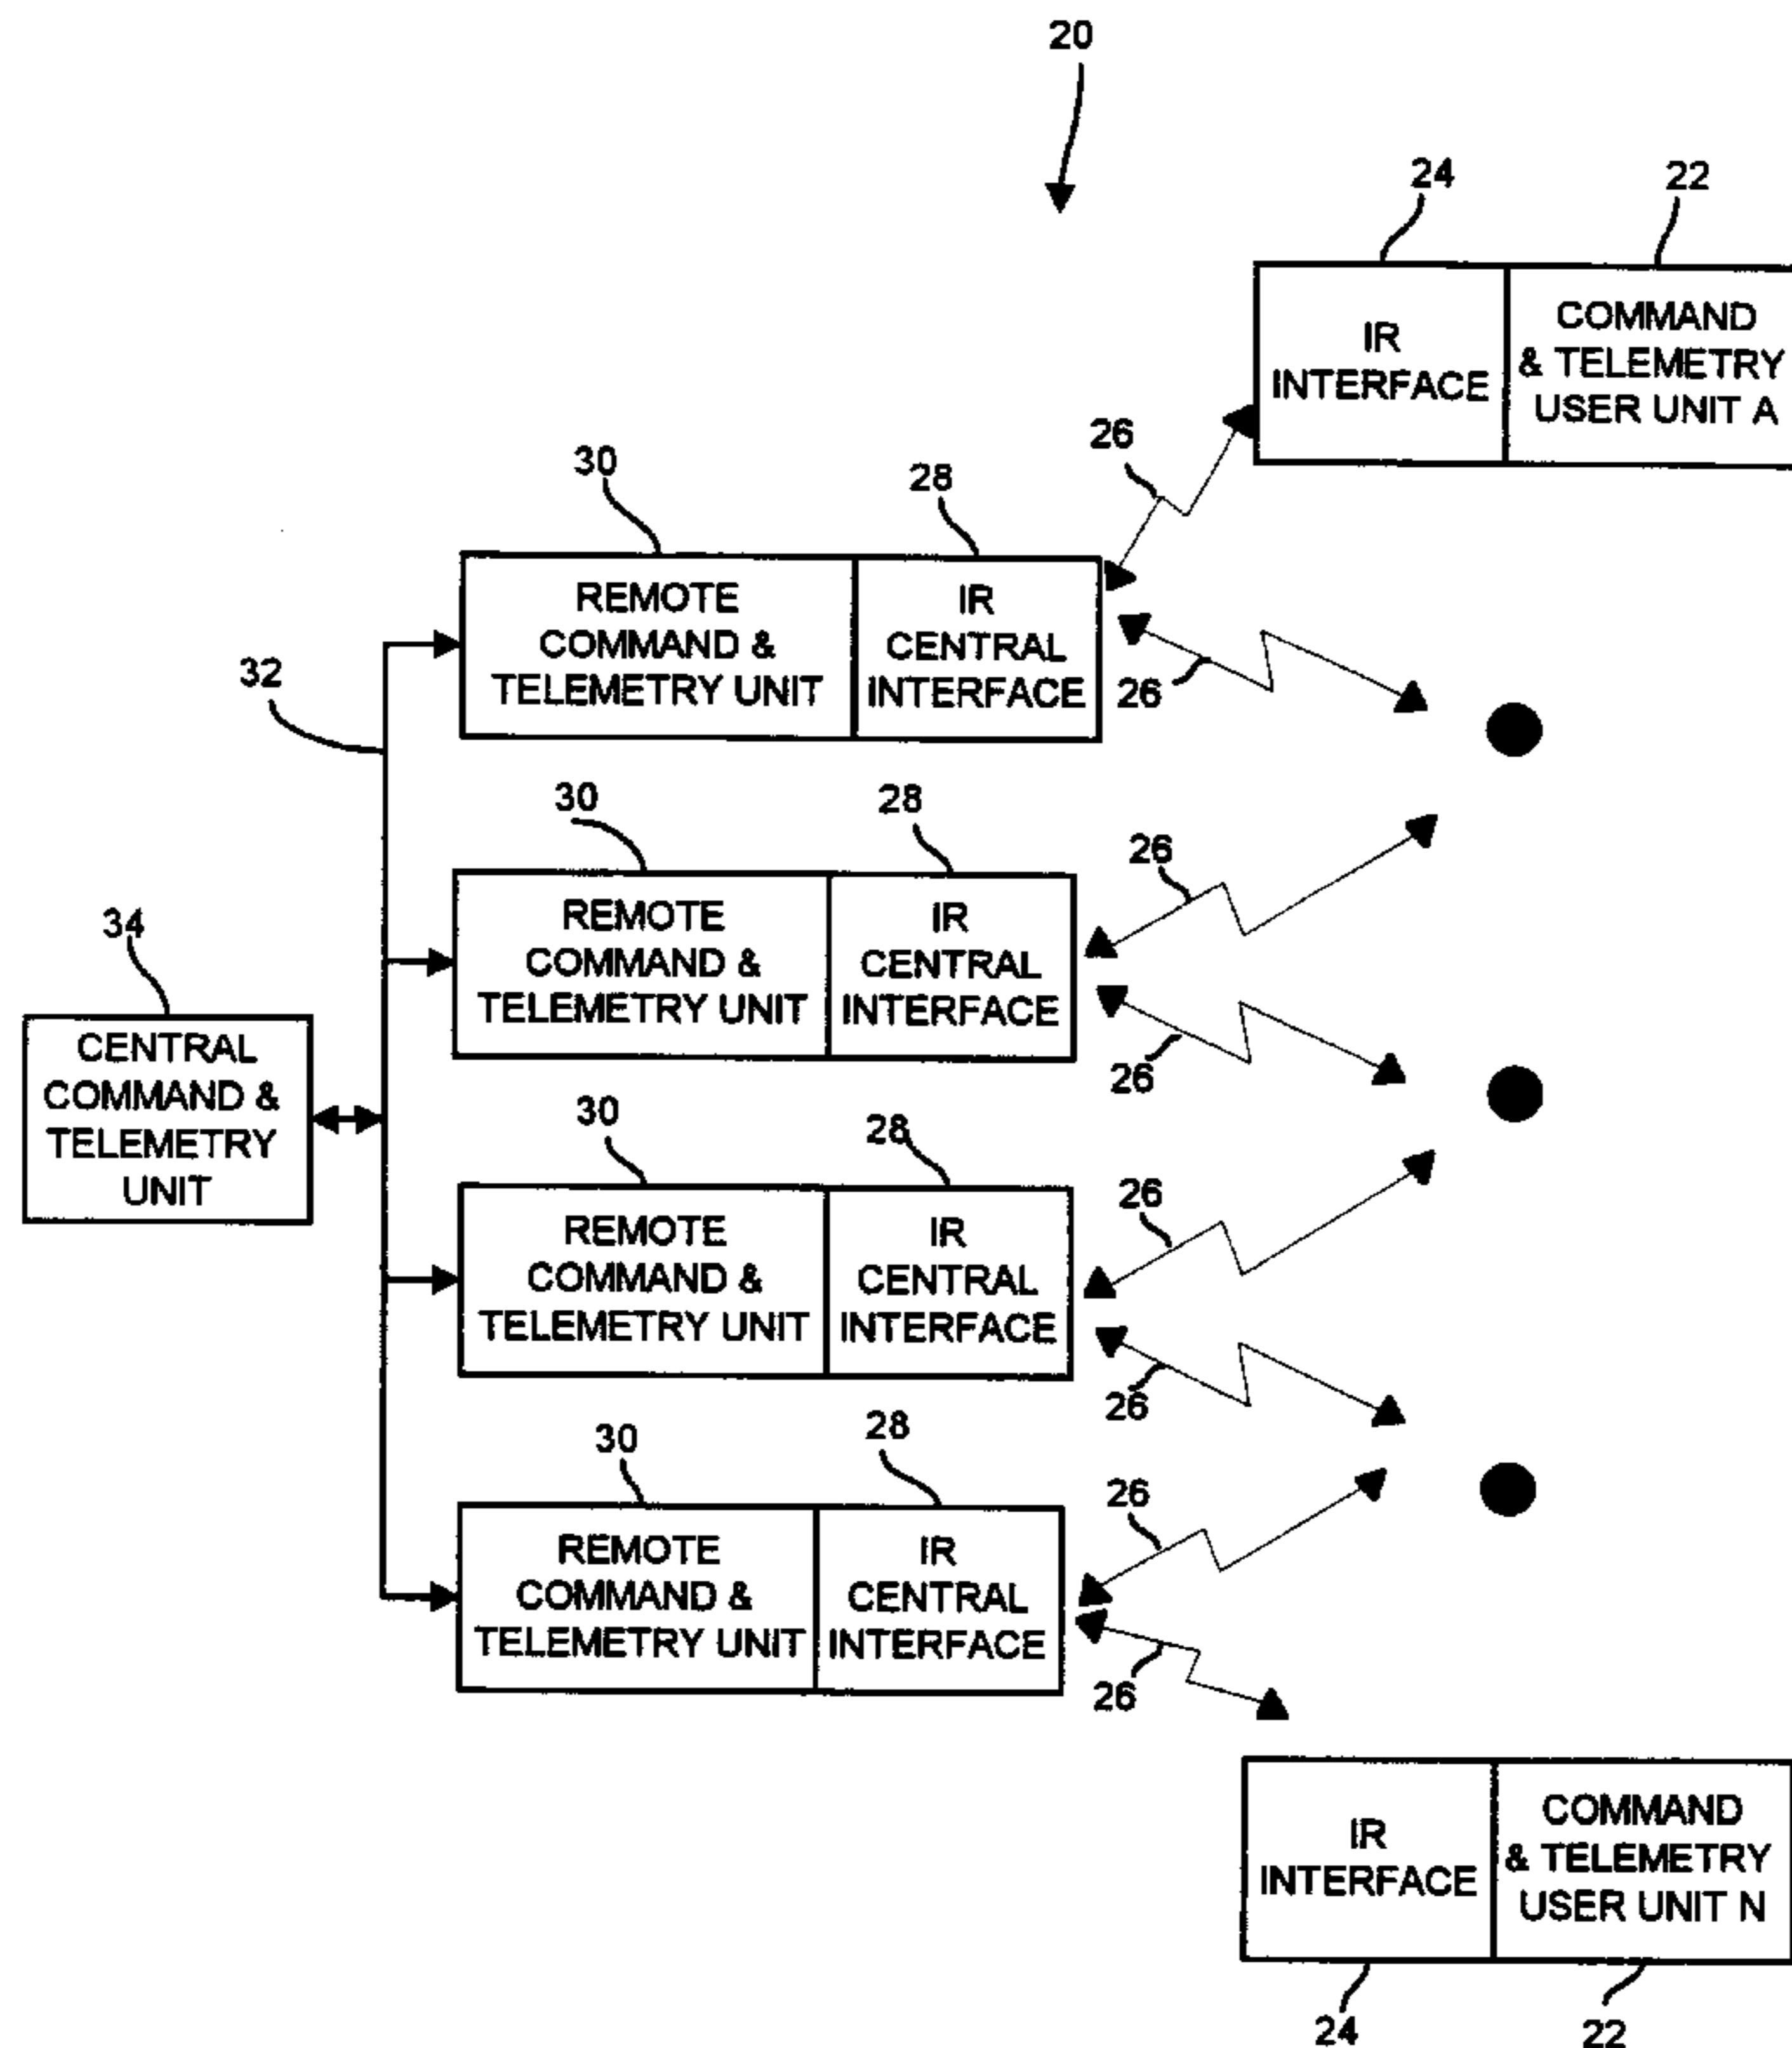 20
24
22
IR
INTERFACE
COMMAND
& TELEMETRY
USER UNIT A
26
30
28
REMOTE
COMMAND &
TELEMETRY UNIT
IR
CENTRAL
INTERFACE
26
32
30
28
REMOTE
COMMAND &
TELEMETRY UNIT
IR
CENTRAL
INTERFACE
26
26
34
CENTRAL
COMMAND &
TELEMETRY
UNIT
30
28
REMOTE
COMMAND &
TELEMETRY UNIT
IR
CENTRAL
INTERFACE
26
26
30
28
REMOTE
COMMAND &
TELEMETRY UNIT
IR
CENTRAL
INTERFACE
26
26
IR
INTERFACE
COMMAND
& TELEMETRY
USER UNIT N
24
22